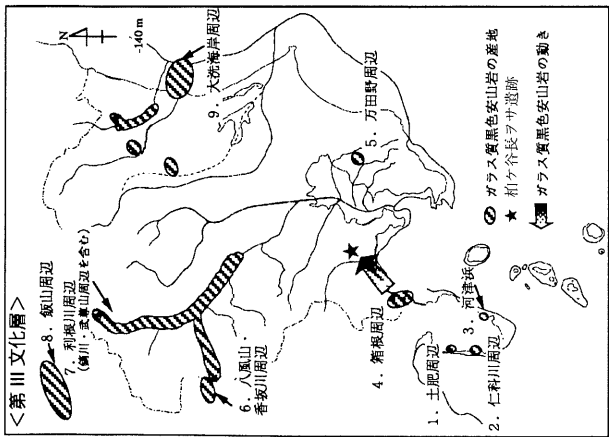 <第 III 文化層>
8. 飯山周辺
7. 利根川周辺
(鏑川・武尊山周辺を含む)
N
-140 m
9. 大洗海岸周辺
6. 八風山・
香坂川周辺
5. 万田野周辺
4. 箱根周辺
1. 土肥周辺
3. 河津浜
2. 仁科川周辺
ガラス質黒色安山岩の産地
柏ケ谷長ヲサ遺跡
ガラス質黒色安山岩の動き